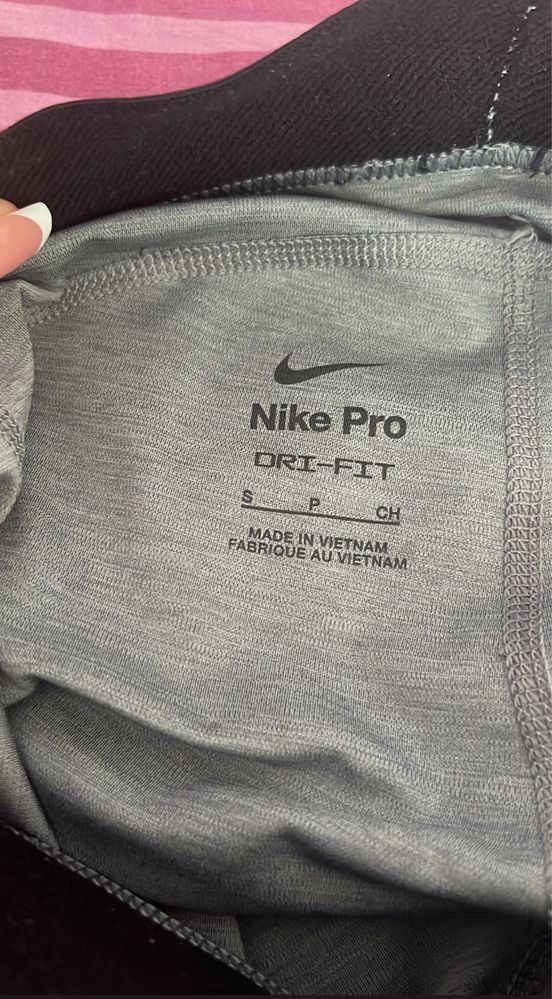 Nike Pro
DRI-FIT
S P CH
MADE IN VIETNAM
FABRIQUE AU VIETNAM